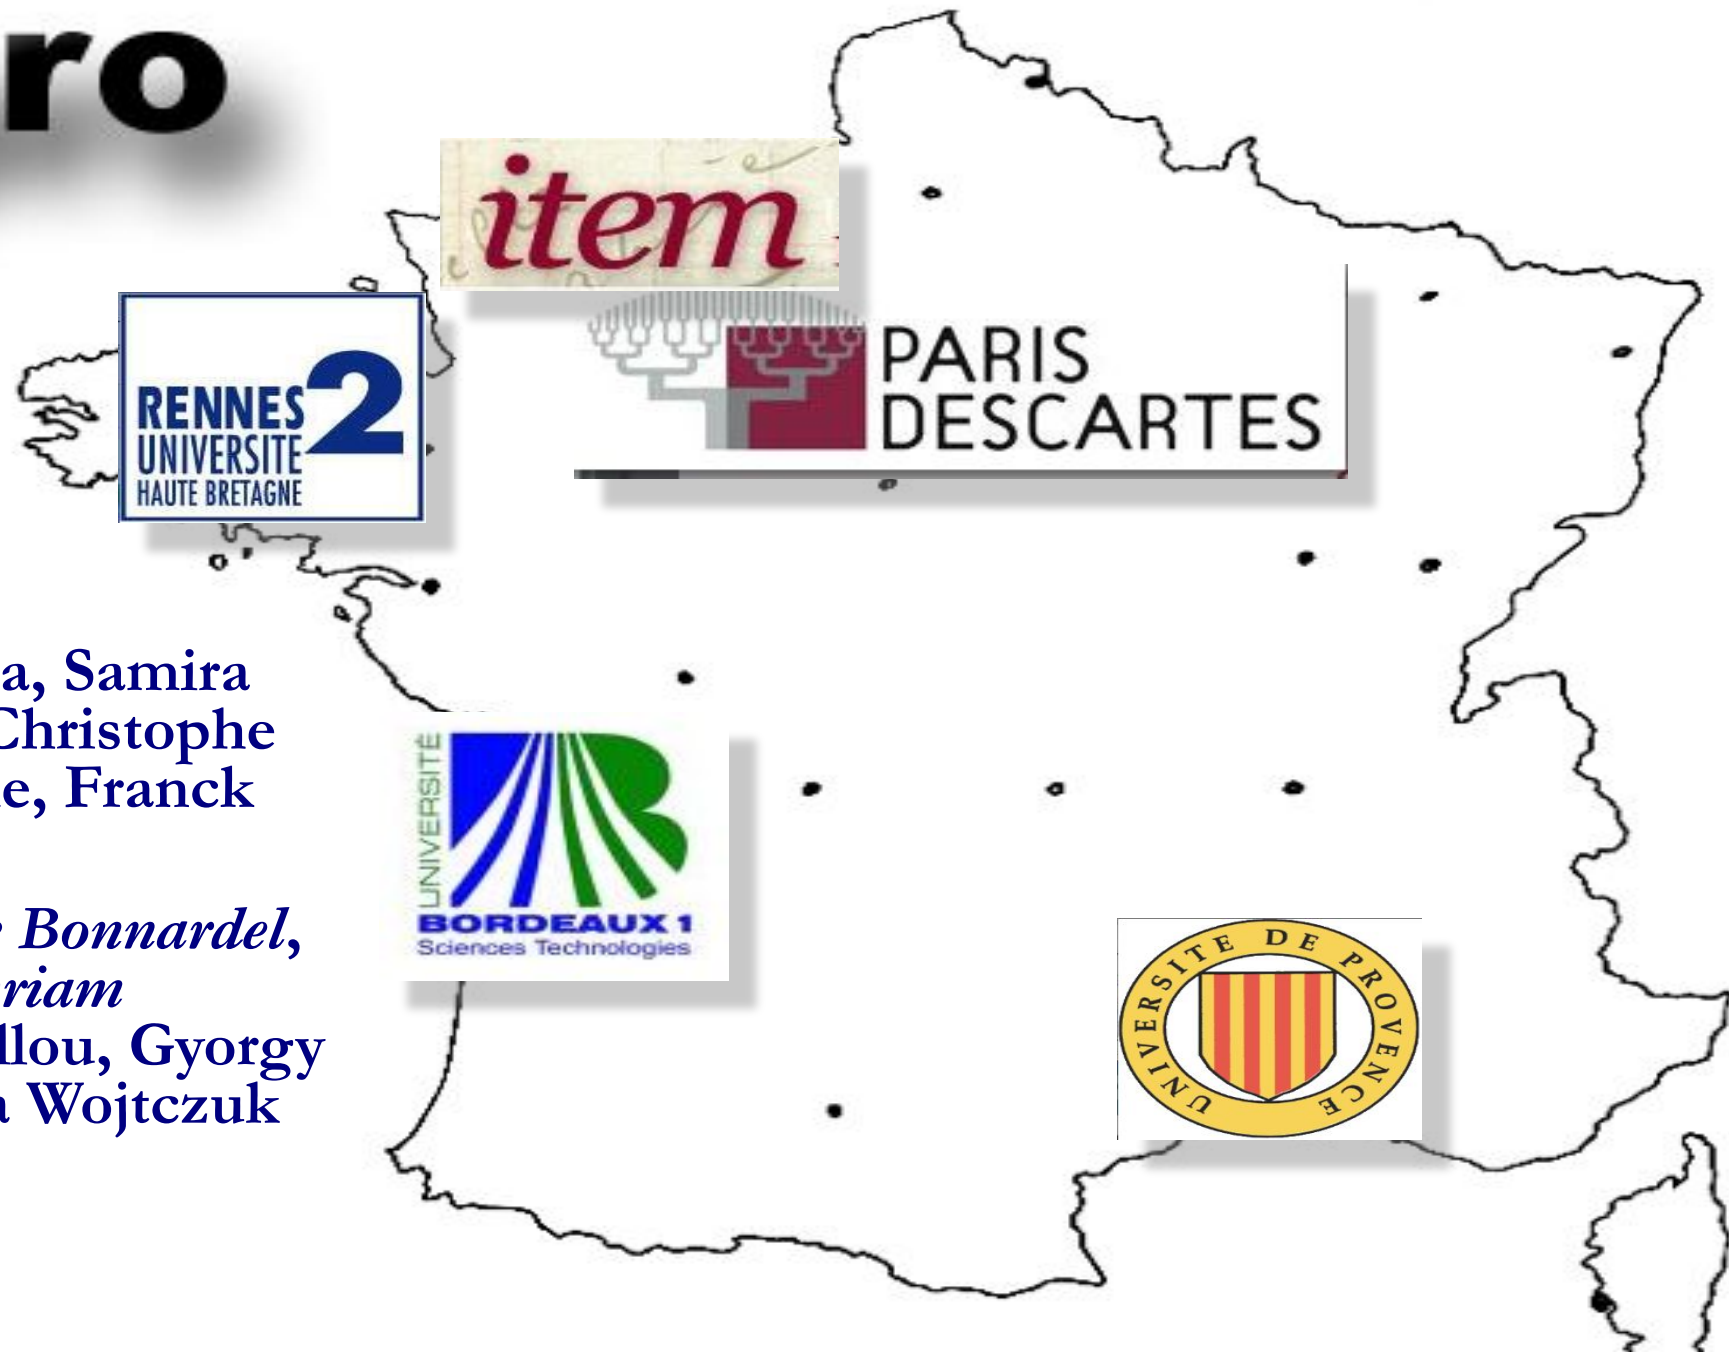 ro
item
RENNES 2
UNIVERSITE
HAUTE BRETAGNE
PARIS
DESCARTES
a, Samira
Christophe
e, Franck
Bonnardel,
riam
llou, Gyorgy
a Wojtczuk
UNIVERSITÉ
BORDEAUX 1
Sciences Technologies
UNIVERSITE DE PROVENCE